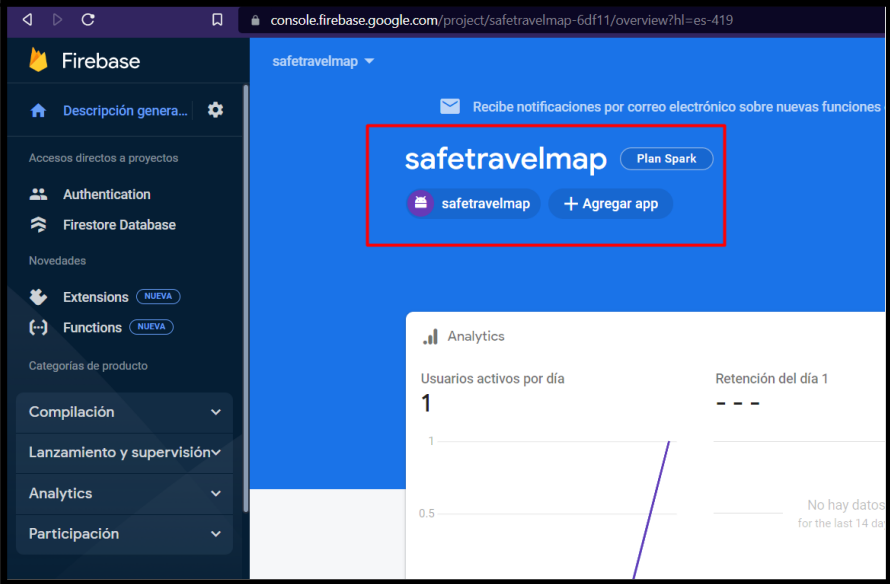 console.firebase.google.com/project/safetravelmap-6df11/overview?hl=es-419
Firebase
safetravelmap
Descripción genera...
Recibe notificaciones por correo electrónico sobre nuevas funciones
Accesos directos a proyectos
safetravelmap Plan Spark
Authentication
safetravelmap + Agregar app
Firestore Database
Novedades
Extensions NUEVA
Functions NUEVA
Categorías de producto
Compilación
Lanzamiento y supervisión
Analytics
Participación
Analytics
Usuarios activos por día
1
1
0.5
Retención del día 1
- - -
No hay datos
for the last 14 da